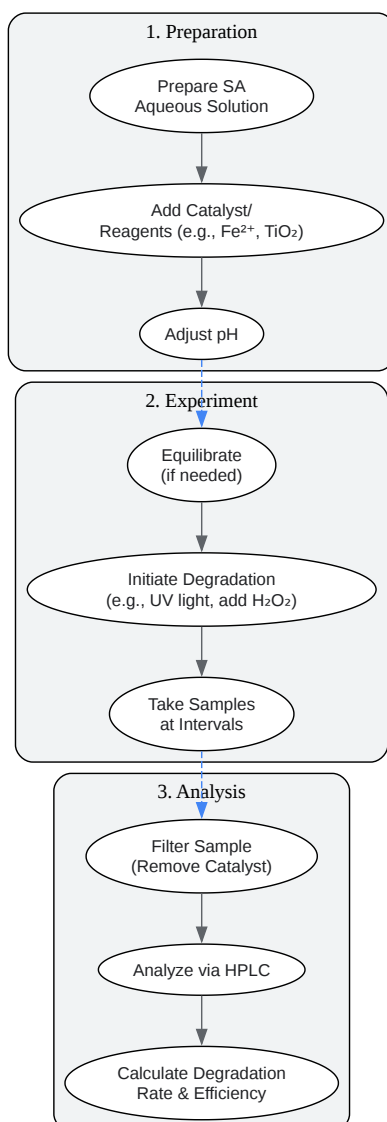 1. Preparation
Prepare SA
Aqueous Solution
Add Catalyst/
Reagents (e.g., Fe²⁺, TiO₂)
Adjust pH
2. Experiment
Equilibrate
(if needed)
Initiate Degradation
(e.g., UV light, add H₂O₂)
Take Samples
at Intervals
3. Analysis
Filter Sample
(Remove Catalyst)
Analyze via HPLC
Calculate Degradation
Rate & Efficiency